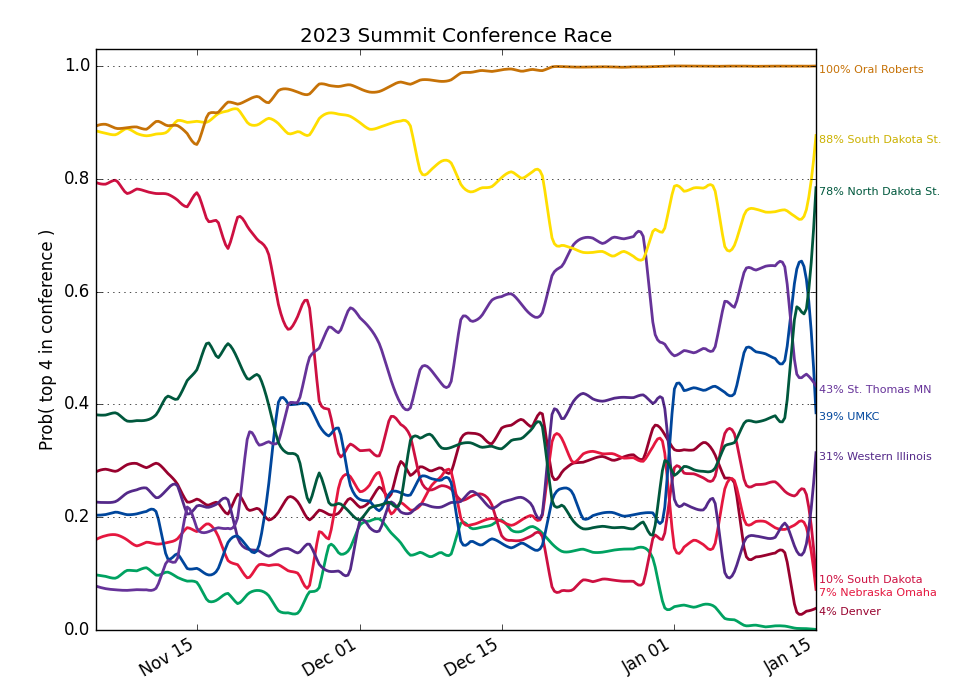 2023 Summit Conference Race
Prob( top 4 in conference )
1.0
0.8
0.6
0.4
0.2
0.0
Nov 15
Dec 01
Dec 15
Jan 01
Jan 15
100% Oral Roberts
88% South Dakota St.
78% North Dakota St.
43% St. Thomas MN
39% UMKC
31% Western Illinois
10% South Dakota
7% Nebraska Omaha
4% Denver